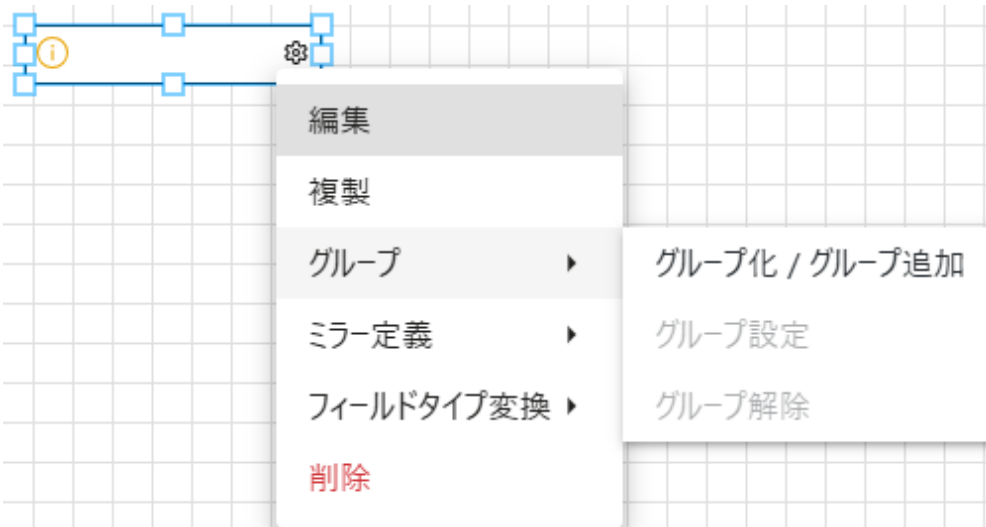 編集
複製
グループ
グループ化 / グループ追加
ミラー定義
グループ設定
フィールドタイプ変換
グループ解除
削除